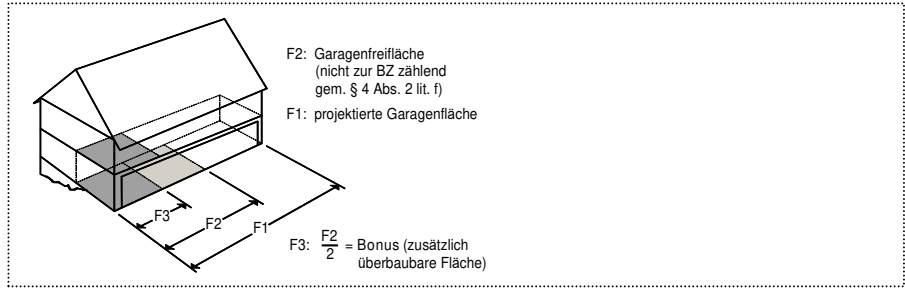 F2: Garagenfreifläche
(nicht zur BZ zählend
gem. § 4 Abs. 2 lit. f)
F1: projektierte Garagenfläche
F3
F2
F1
F3: F2/2 = Bonus (zusätzlich
überbaubare Fläche)